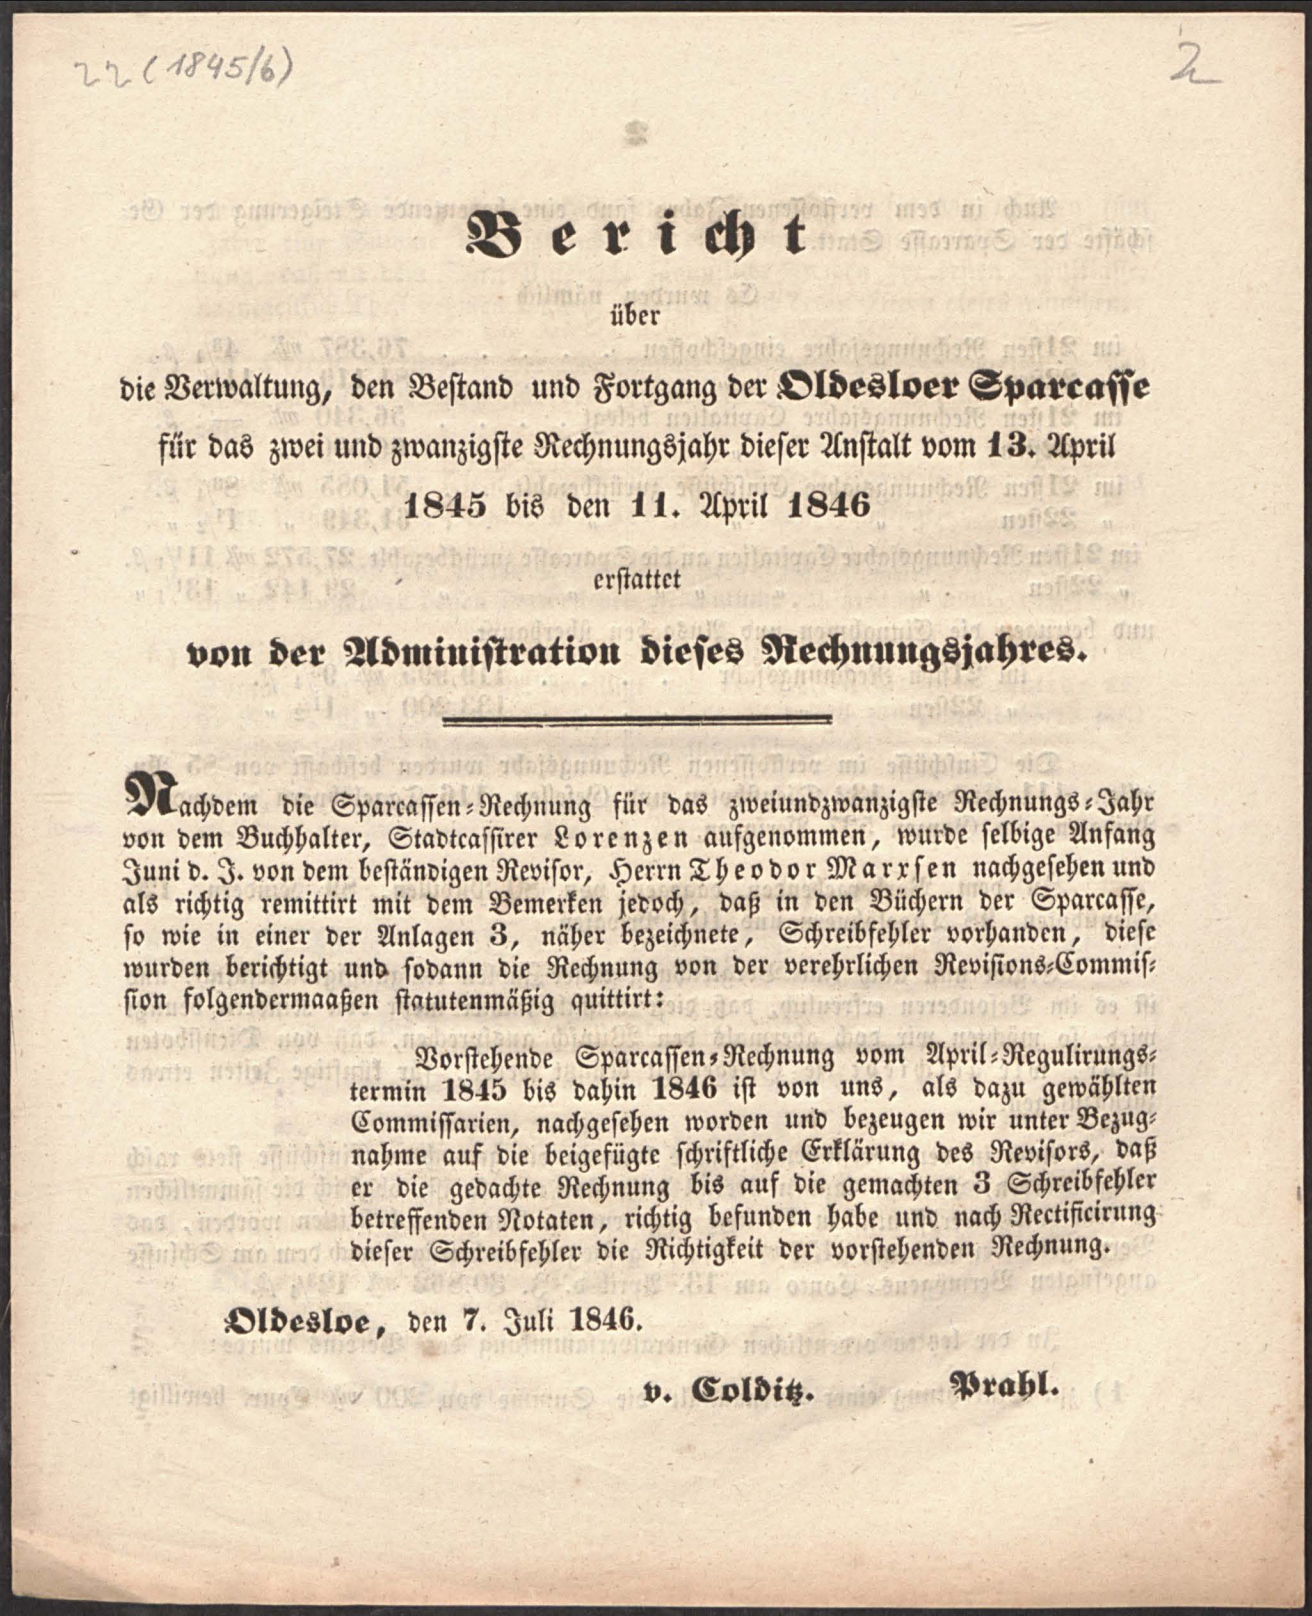 22 (1845/6)
2
Bericht
über
die Verwaltung, den Bestand und Fortgang der Oldesloer Sparcasse
für das zwei und zwanzigste Rechnungsjahr dieser Anstalt vom 13. April
1845 bis den 11. April 1846
erstattet
von der Administration dieses Rechnungsjahres.
Nachdem die Sparcassen-Rechnung für das zweiundzwanzigste Rechnungs-Jahr
von dem Buchhalter, Stadtcassirer Lorenzen aufgenommen, wurde selbige Anfang
Juni d. J. von dem beständigen Revisor, Herrn Theodor Marxsen nachgesehen und
als richtig remittirt mit dem Bemerken jedoch, daß in den Büchern der Sparcasse,
so wie in einer der Anlagen 3, näher bezeichnete, Schreibfehler vorhanden, diese
wurden berichtigt und sodann die Rechnung von der verehrlichen Revisions-Commis-
sion folgendermaaßen statutenmäßig quittirt:
Vorstehende Sparcassen-Rechnung vom April-Regulirungs-
termin 1845 bis dahin 1846 ist von uns, als dazu gewählten
Commissarien, nachgesehen worden und bezeugen wir unter Bezug-
nahme auf die beigefügte schriftliche Erklärung des Revisors, daß
er die gedachte Rechnung bis auf die gemachten 3 Schreibfehler
betreffenden Notaten, richtig befunden habe und nach Rectificirung
dieser Schreibfehler die Richtigkeit der vorstehenden Rechnung.
Oldesloe, den 7. Juli 1846.
v. Colditz. Prahl.